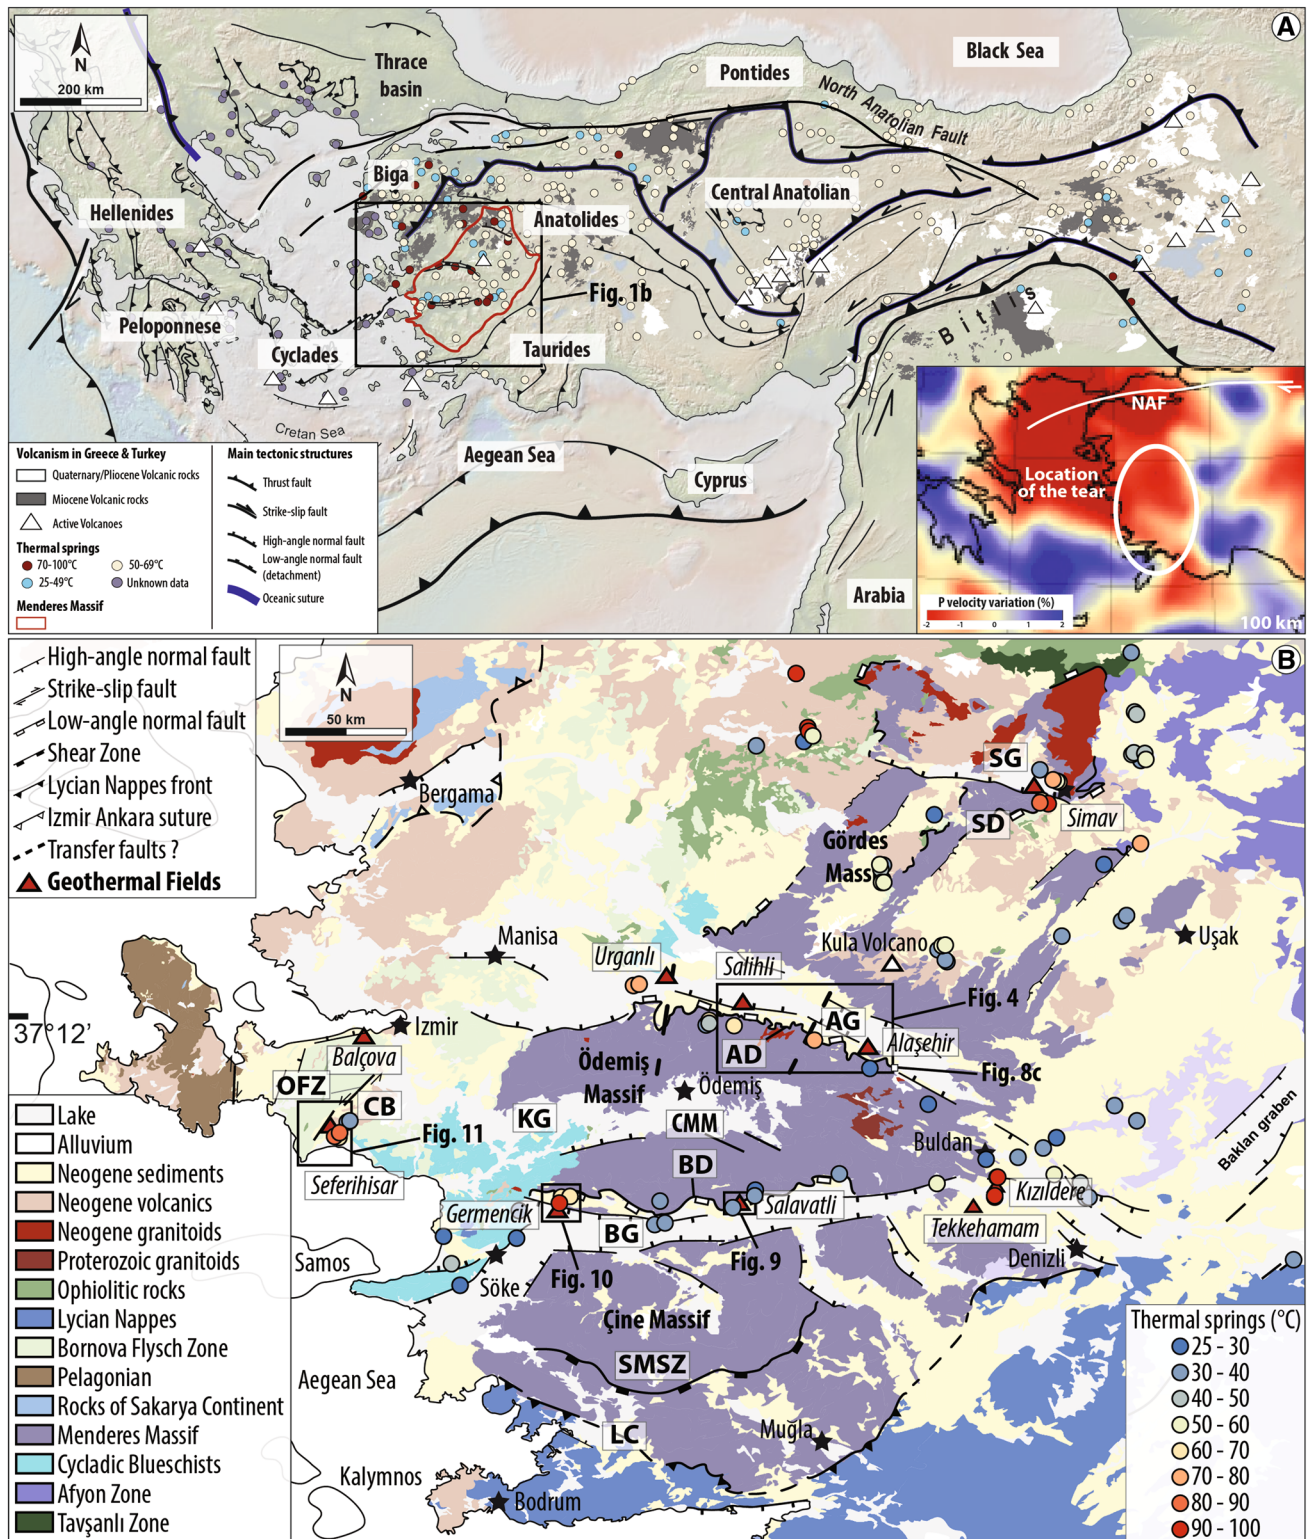 A
N
200 km
Thrace
basin
Pontides
Black Sea
North Anatolian Fault
Biga
Hellenides
Anatolides
Central Anatolian
Fig. 1b
Peloponnese
Cyclades
Taurides
Bitlis
Cretan Sea
Aegean Sea
Cyprus
Arabia
Volcanism in Greece & Turkey
Quaternary/Pliocene Volcanic rocks
Miocene Volcanic rocks
Active Volcanoes
Thermal springs
70-100°C
50-69°C
25-49°C
Unknown data
Menderes Massif
Main tectonic structures
Thrust fault
Strike-slip fault
High-angle normal fault
Low-angle normal fault
(detachment)
Oceanic suture
NAF
Location
of the tear
P velocity variation (%)
-2 -1 0 1 2
100 km
B
High-angle normal fault
Strike-slip fault
Low-angle normal fault
Shear Zone
Lycian Nappes front
Izmir Ankara suture
Transfer faults ?
Geothermal Fields
N
50 km
Bergama
SG
SD
Simav
Gördes
Massif
Manisa
Urganlı
Salihli
Kula Volcano
Uşak
Fig. 4
37°12'
Izmir
Balçova
AG
AD
Alaşehir
Ödemiş
Massif
Ödemiş
Fig. 8c
OFZ
CB
KG
CMM
Fig. 11
Buldan
Baklan graben
BD
Seferihisar
Germencik
Salavatli
Kızıldere
Tekkehamam
BG
Denizli
Samos
Söke
Fig. 10
Fig. 9
Çine Massif
SMSZ
Aegean Sea
LC
Muğla
Kalymnos
Bodrum
Lake
Alluvium
Neogene sediments
Neogene volcanics
Neogene granitoids
Proterozoic granitoids
Ophiolitic rocks
Lycian Nappes
Bornova Flysch Zone
Pelagonian
Rocks of Sakarya Continent
Menderes Massif
Cycladic Blueschists
Afyon Zone
Tavşanlı Zone
Thermal springs (°C)
25 - 30
30 - 40
40 - 50
50 - 60
60 - 70
70 - 80
80 - 90
90 - 100